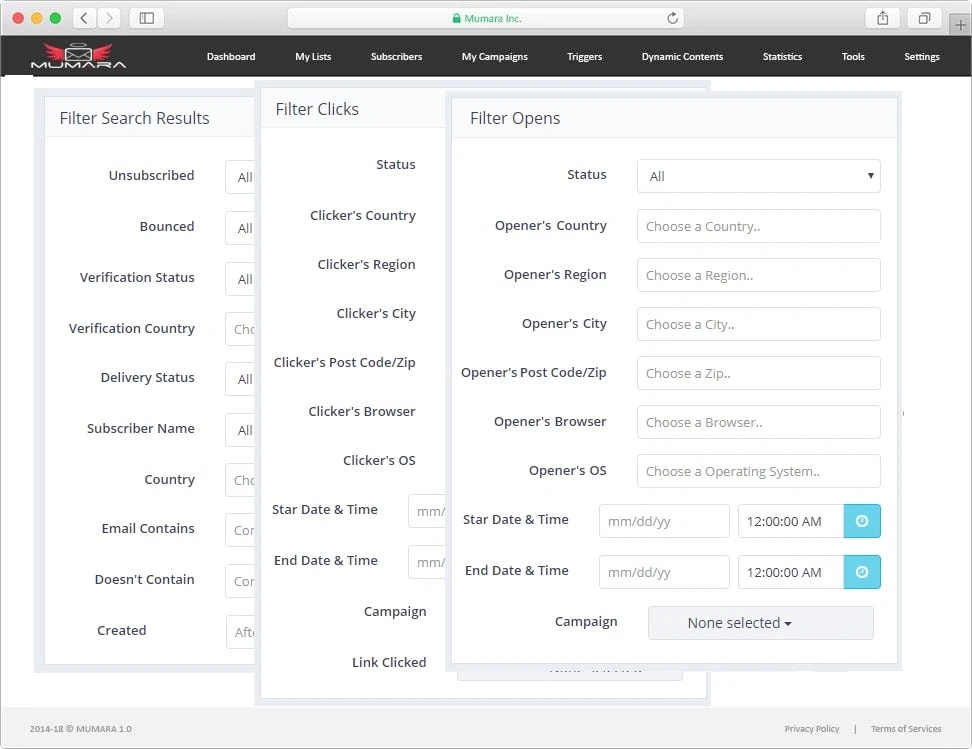 Mumara Inc.
MUMARA
Dashboard
My Lists
Subscribers
My Campaigns
Triggers
Dynamic Contents
Statistics
Tools
Settings
Filter Search Results
Unsubscribed
All
Bounced
All
Verification Status
All
Verification Country
Delivery Status
All
Subscriber Name
All
Country
Email Contains
Doesn't Contain
Created
Filter Clicks
Status
Clicker's Country
Clicker's Region
Clicker's City
Clicker's Post Code/Zip
Clicker's Browser
Clicker's OS
Star Date & Time
mm/
End Date & Time
mm/
Campaign
Link Clicked
Filter Opens
Status
All
Opener's Country
Choose a Country..
Opener's Region
Choose a Region..
Opener's City
Choose a City..
Opener's Post Code/Zip
Choose a Zip..
Opener's Browser
Choose a Browser..
Opener's OS
Choose a Operating System..
Star Date & Time
mm/dd/yy
12:00:00 AM
End Date & Time
mm/dd/yy
12:00:00 AM
Campaign
None selected
2014-18 © MUMARA 1.0
Privacy Policy
|
Terms of Services